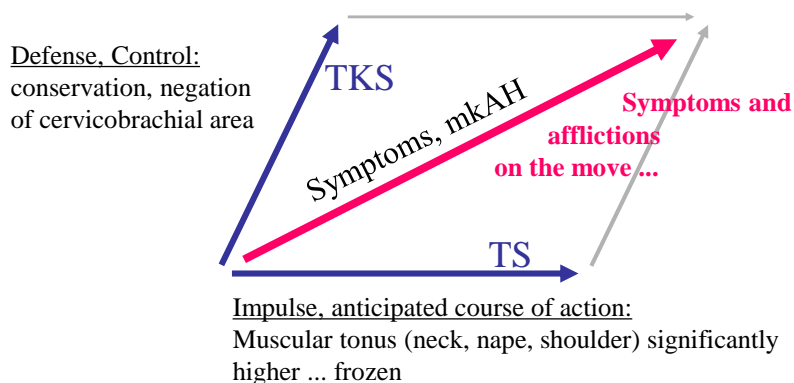 Defense, Control:
conservation, negation
of cervicobrachial area
TKS
Symptoms, mkAH
Symptoms and
afflictions
on the move ...
TS
Impulse, anticipated course of action:
Muscular tonus (neck, nape, shoulder) significantly
higher ... frozen